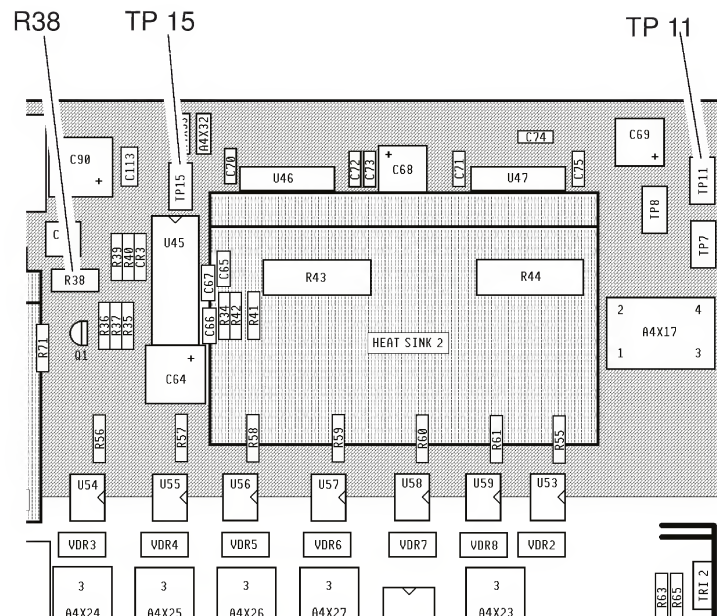 R38 TP 15 TP 11
A4X32
C74
C69
C90
C113
C70
C72
C73
C68
C71
C75
U46
U47
TP15
TP8
TP11
TP7
C
U45
R39
R40
CR3
R38
C67
C65
R43
R44
R36
R37
R35
C66
R34
R42
R41
R71
Q1
HEAT SINK 2
2 4
A4X17
1 3
C64
R56
R57
R58
R59
R60
R61
R55
U54
U55
U56
U57
U58
U59
U53
VDR3
VDR4
VDR5
VDR6
VDR7
VDR8
VDR2
3
3
3
3
3
A4X24
A4X25
A4X26
A4X27
A4X23
R63
R65
TRI 2